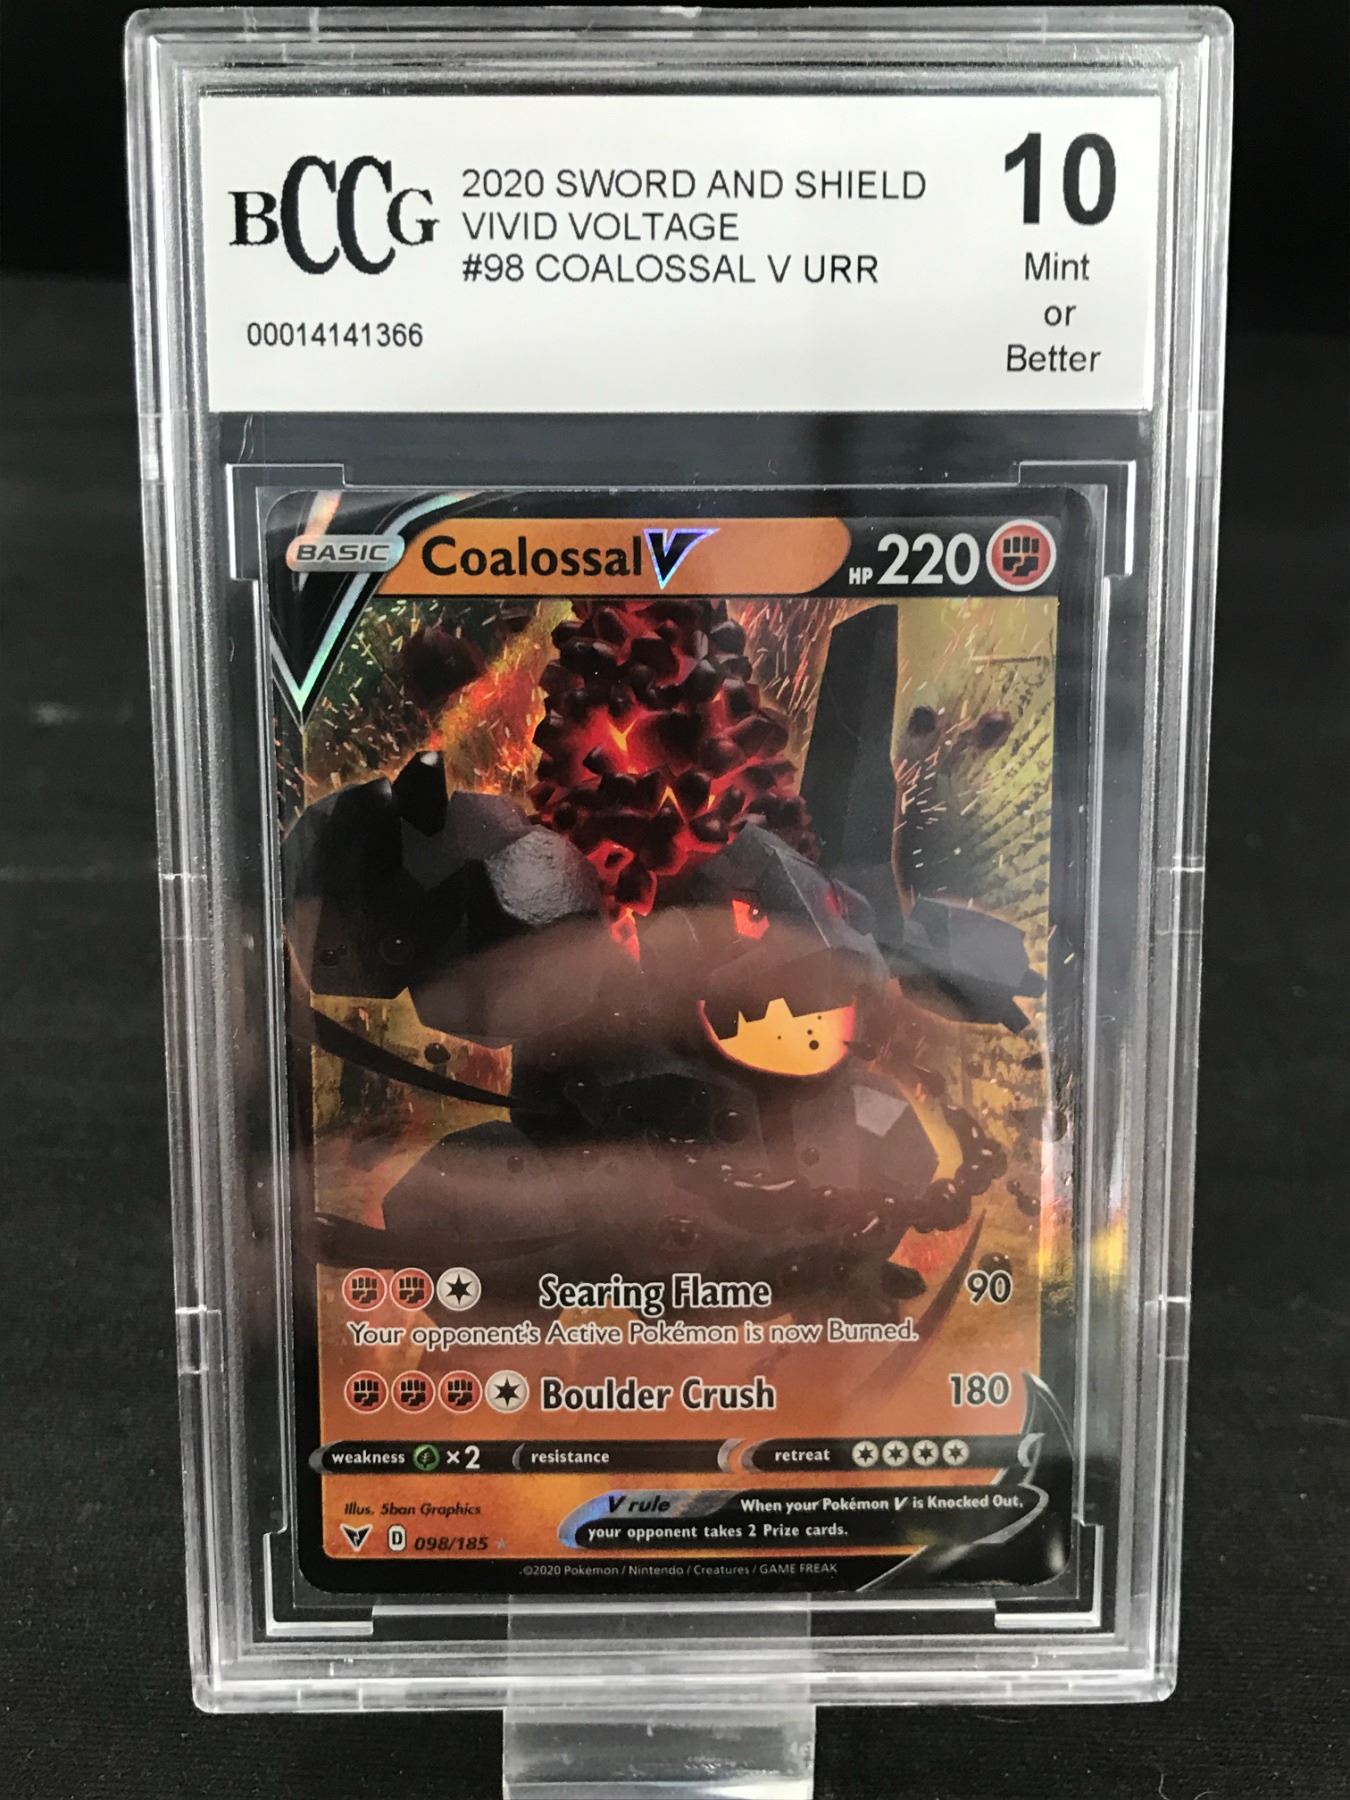 BCCG
2020 SWORD AND SHIELD
VIVID VOLTAGE
#98 COALOSSAL V URR
00014141366
10
Mint
or
Better
BASIC
Coalossal V
HP 220
Searing Flame 90
Your opponent's Active Pokémon is now Burned.
Boulder Crush 180
weakness ×2 resistance retreat
Illus. 5ban Graphics
V rule When your Pokémon V is Knocked Out,
your opponent takes 2 Prize cards.
D 098/185
©2020 Pokémon / Nintendo / Creatures / GAME FREAK